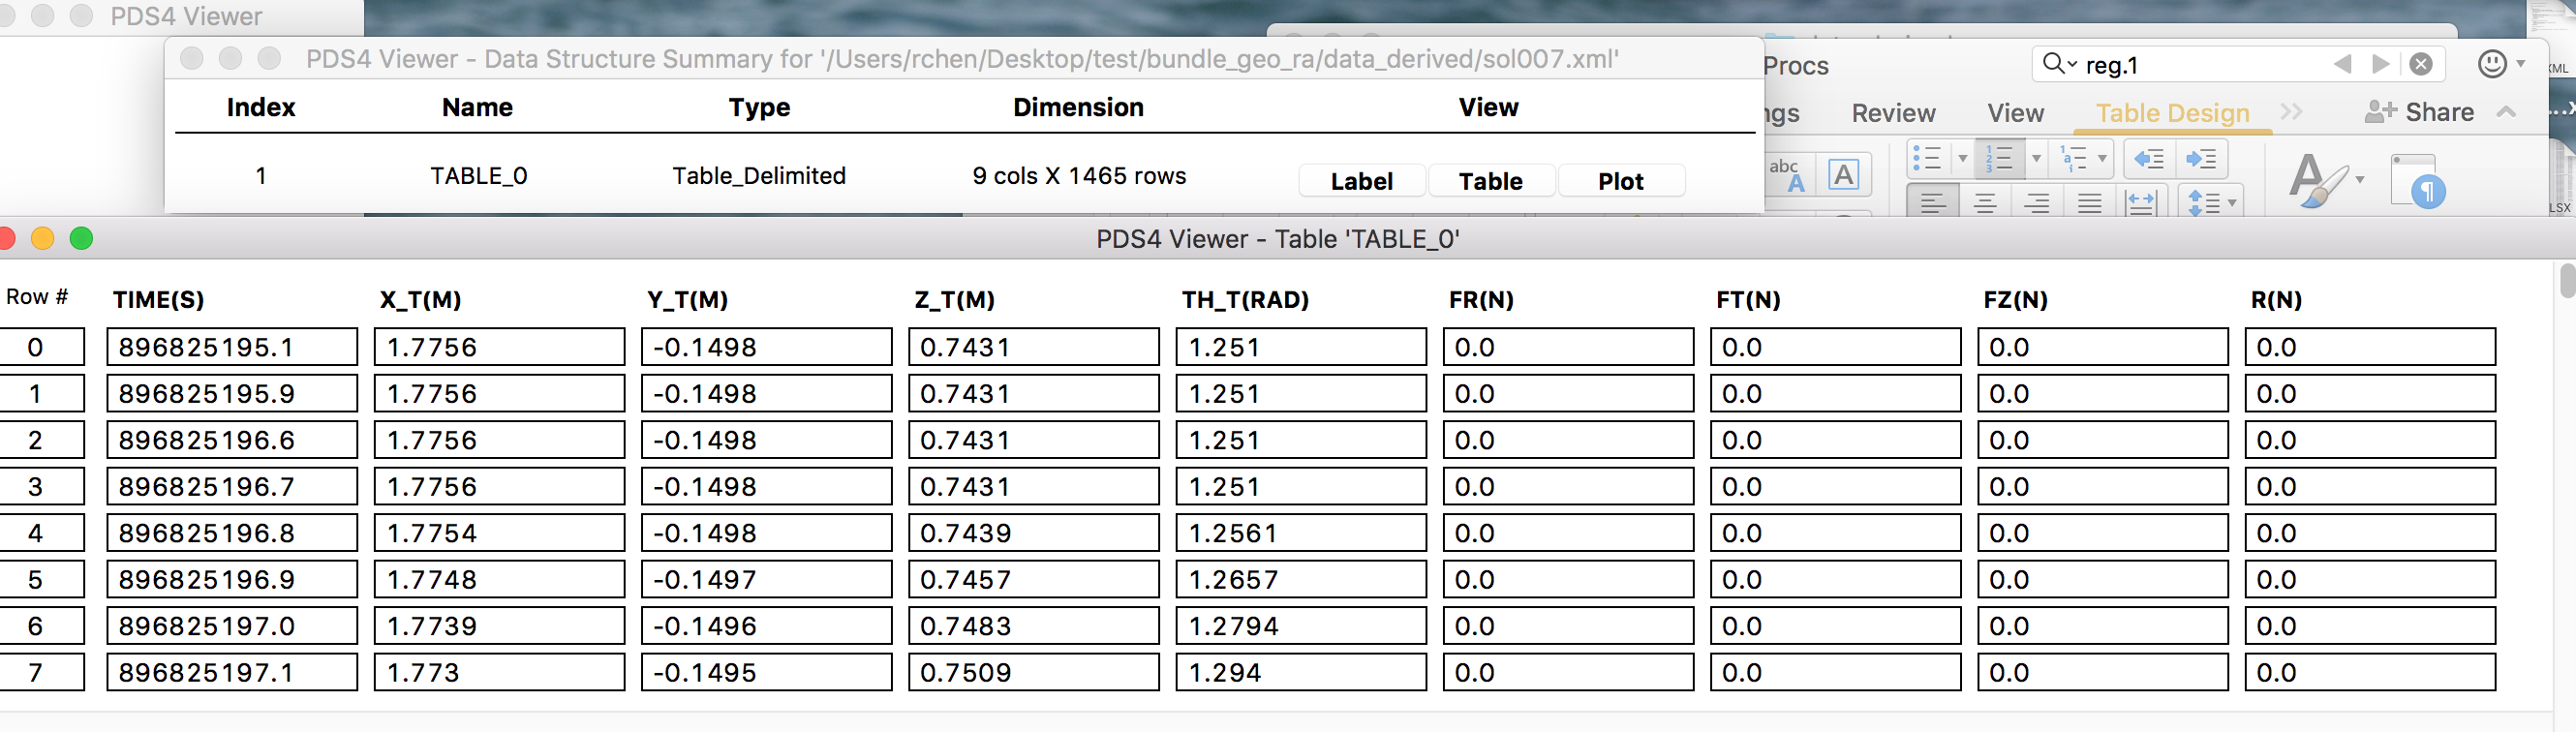 PDS4 Viewer
PDS4 Viewer - Data Structure Summary for '/Users/rchen/Desktop/test/bundle_geo_ra/data_derived/sol007.xml'
Procs
reg.1
XML
Index Name Type Dimension View
ngs Review View Table Design >> Share
1 TABLE_0 Table_Delimited 9 cols X 1465 rows Label Table Plot
abc A A
LSX
PDS4 Viewer - Table 'TABLE_0'
Row # TIME(S) X_T(M) Y_T(M) Z_T(M) TH_T(RAD) FR(N) FT(N) FZ(N) R(N)
0 896825195.1 1.7756 -0.1498 0.7431 1.251 0.0 0.0 0.0 0.0
1 896825195.9 1.7756 -0.1498 0.7431 1.251 0.0 0.0 0.0 0.0
2 896825196.6 1.7756 -0.1498 0.7431 1.251 0.0 0.0 0.0 0.0
3 896825196.7 1.7756 -0.1498 0.7431 1.251 0.0 0.0 0.0 0.0
4 896825196.8 1.7754 -0.1498 0.7439 1.2561 0.0 0.0 0.0 0.0
5 896825196.9 1.7748 -0.1497 0.7457 1.2657 0.0 0.0 0.0 0.0
6 896825197.0 1.7739 -0.1496 0.7483 1.2794 0.0 0.0 0.0 0.0
7 896825197.1 1.773 -0.1495 0.7509 1.294 0.0 0.0 0.0 0.0